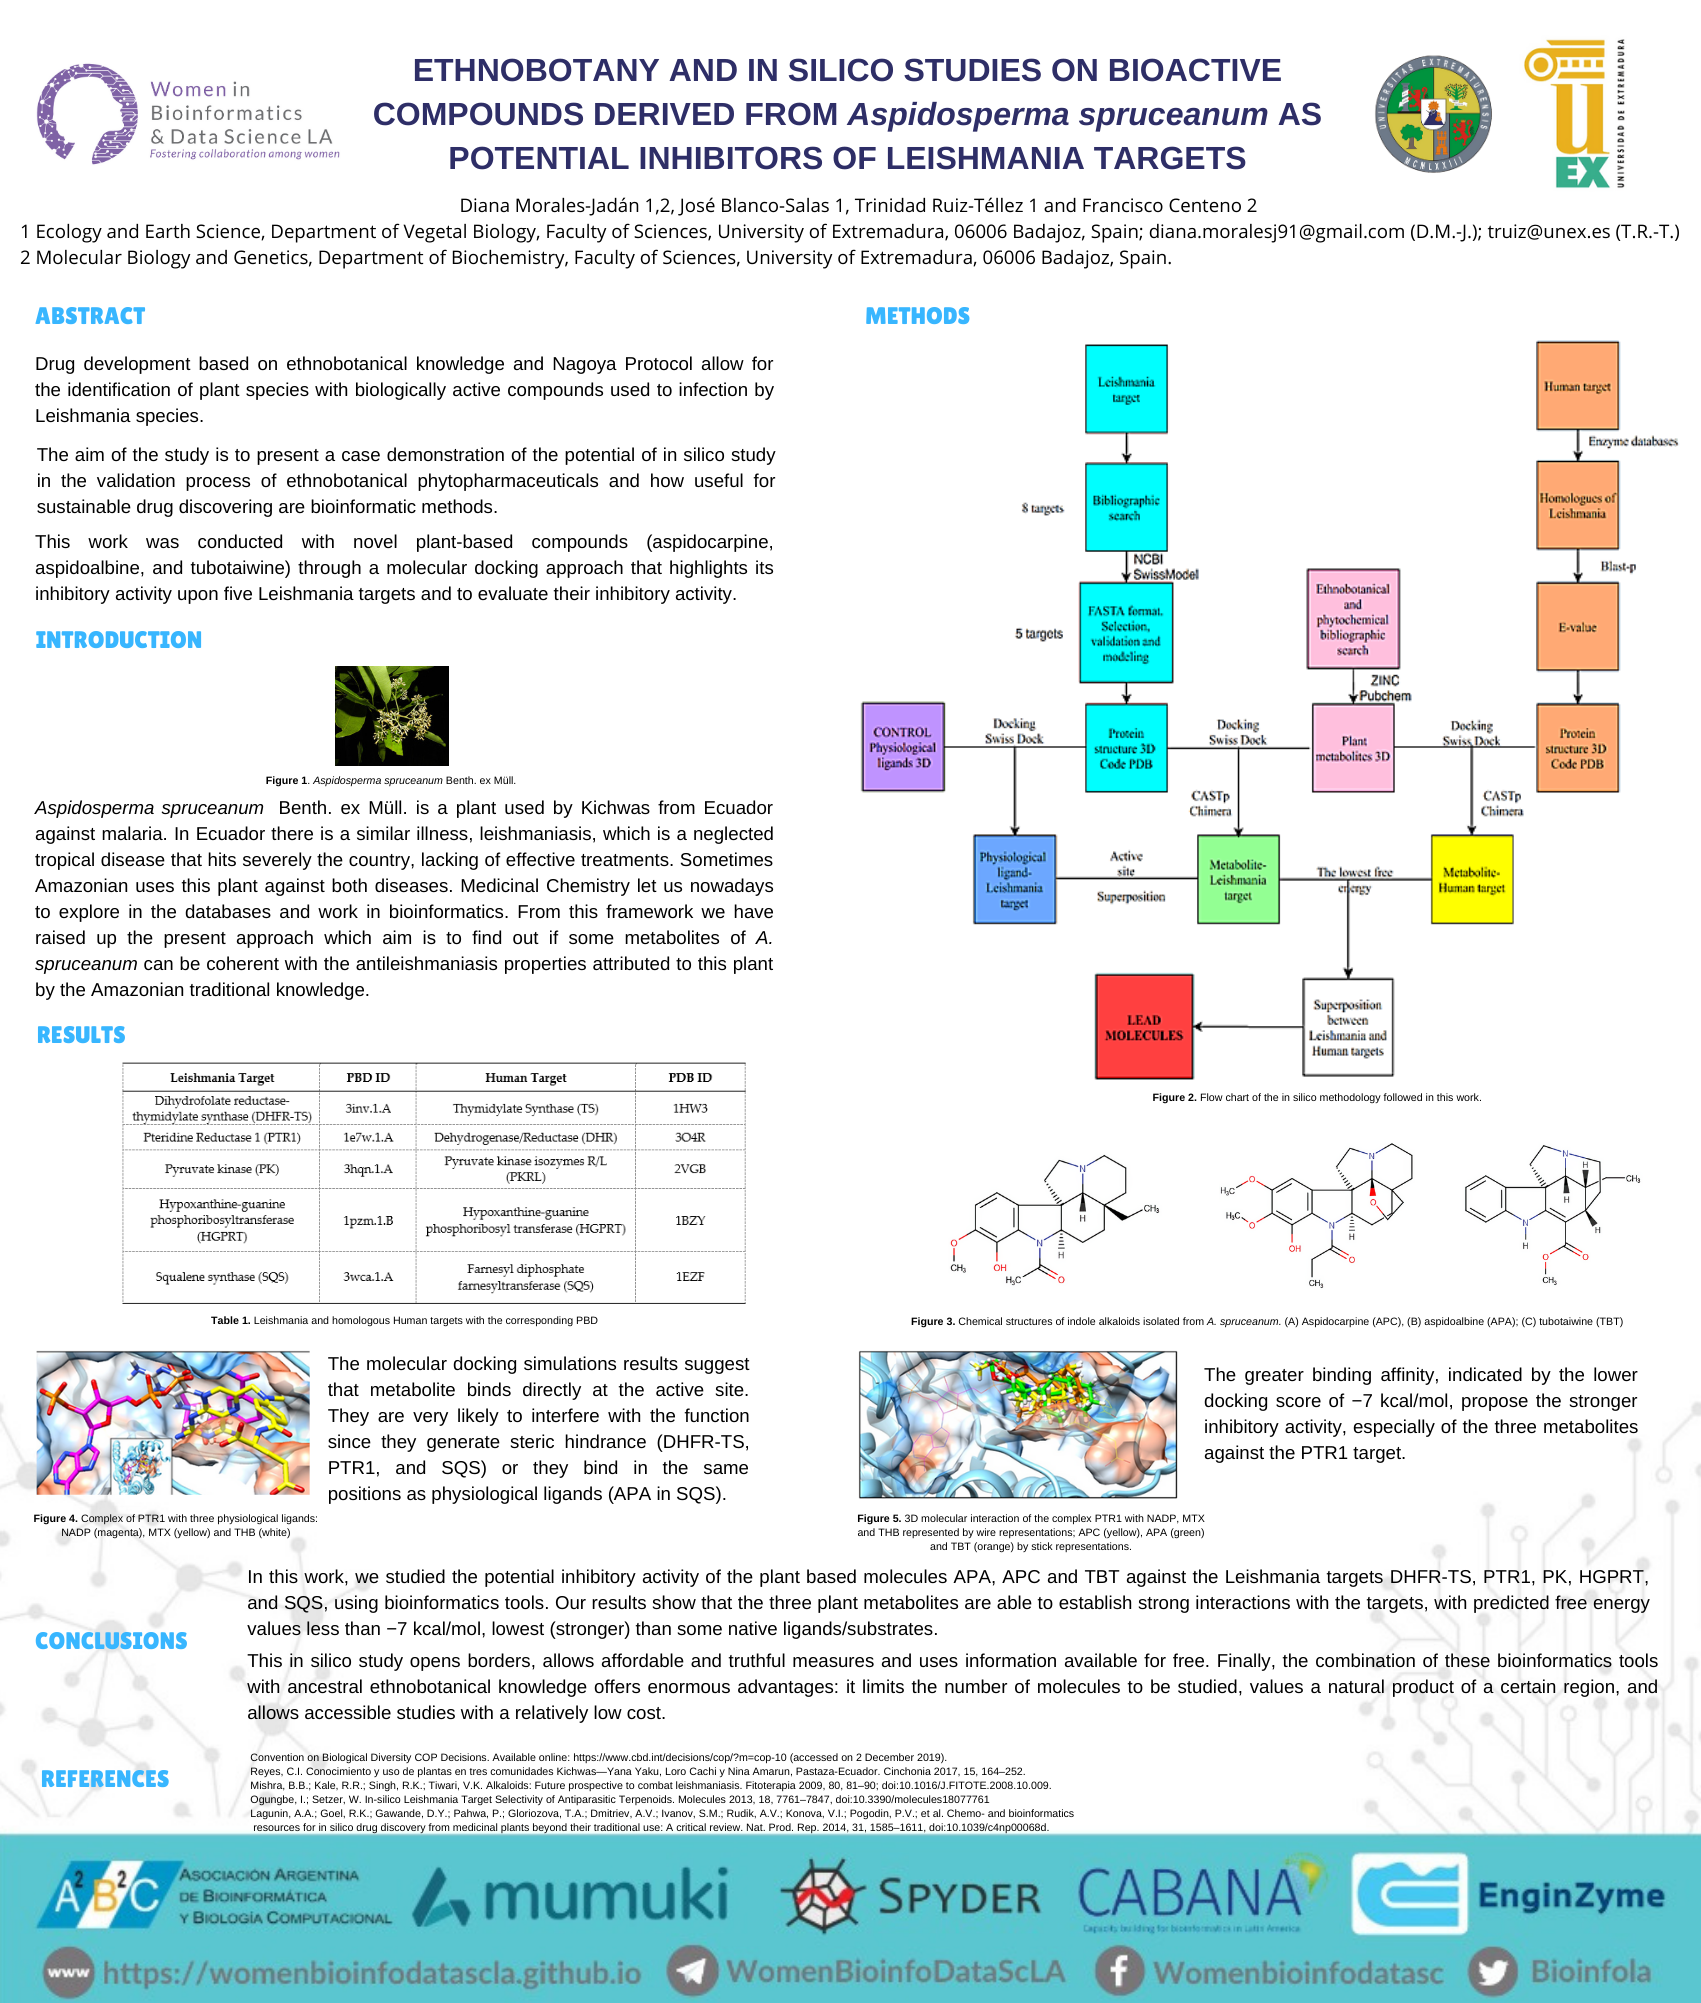 Women in
Bioinformatics
& Data Science LA
Fostering collaboration among women
ETHNOBOTANY AND IN SILICO STUDIES ON BIOACTIVE
COMPOUNDS DERIVED FROM Aspidosperma spruceanum AS
POTENTIAL INHIBITORS OF LEISHMANIA TARGETS
UNIVERSITAS EXTREMATURENSIS
MCMLXXIII
UEX
UNIVERSIDAD DE EXTREMADURA
Diana Morales-Jadán 1,2, José Blanco-Salas 1, Trinidad Ruiz-Téllez 1 and Francisco Centeno 2
1 Ecology and Earth Science, Department of Vegetal Biology, Faculty of Sciences, University of Extremadura, 06006 Badajoz, Spain; diana.moralesj91@gmail.com (D.M.-J.); truiz@unex.es (T.R.-T.)
2 Molecular Biology and Genetics, Department of Biochemistry, Faculty of Sciences, University of Extremadura, 06006 Badajoz, Spain.
ABSTRACT
Drug development based on ethnobotanical knowledge and Nagoya Protocol allow for
the identification of plant species with biologically active compounds used to infection by
Leishmania species.
The aim of the study is to present a case demonstration of the potential of in silico study
in the validation process of ethnobotanical phytopharmaceuticals and how useful for
sustainable drug discovering are bioinformatic methods.
This work was conducted with novel plant-based compounds (aspidocarpine,
aspidoalbine, and tubotaiwine) through a molecular docking approach that highlights its
inhibitory activity upon five Leishmania targets and to evaluate their inhibitory activity.
INTRODUCTION
Figure 1. Aspidosperma spruceanum Benth. ex Müll.
Aspidosperma spruceanum Benth. ex Müll. is a plant used by Kichwas from Ecuador
against malaria. In Ecuador there is a similar illness, leishmaniasis, which is a neglected
tropical disease that hits severely the country, lacking of effective treatments. Sometimes
Amazonian uses this plant against both diseases. Medicinal Chemistry let us nowadays
to explore in the databases and work in bioinformatics. From this framework we have
raised up the present approach which aim is to find out if some metabolites of A.
spruceanum can be coherent with the antileishmaniasis properties attributed to this plant
by the Amazonian traditional knowledge.
RESULTS
Leishmania Target PBD ID Human Target PDB ID
Dihydrofolate reductase-
thymidylate synthase (DHFR-TS) 3inv.1.A Thymidylate Synthase (TS) 1HW3
Pteridine Reductase 1 (PTR1) 1e7w.1.A Dehydrogenase/Reductase (DHR) 3O4R
Pyruvate kinase (PK) 3hqn.1.A Pyruvate kinase isozymes R/L
(PKRL) 2VGB
Hypoxanthine-guanine
phosphoribosyltransferase
(HGPRT) 1pzm.1.B Hypoxanthine-guanine
phosphoribosyl transferase (HGPRT) 1BZY
Squalene synthase (SQS) 3wca.1.A Farnesyl diphosphate
farnesyltransferase (SQS) 1EZF
Table 1. Leishmania and homologous Human targets with the corresponding PBD
The molecular docking simulations results suggest
that metabolite binds directly at the active site.
They are very likely to interfere with the function
since they generate steric hindrance (DHFR-TS,
PTR1, and SQS) or they bind in the same
positions as physiological ligands (APA in SQS).
Figure 4. Complex of PTR1 with three physiological ligands:
NADP (magenta), MTX (yellow) and THB (white)
METHODS
Leishmania
target
Human target
Enzyme databases
8 targets
Bibliographic
search
Homologues of
Leishmania
NCBI
SwissModel
Blast-p
5 targets
FASTA format.
Selection,
validation and
modeling
Ethnobotanical
and
phytochemical
bibliographic
search
E-value
ZINC
Pubchem
CONTROL
Physiological
ligands 3D
Docking
Swiss Dock
Protein
structure 3D
Code PDB
Docking
Swiss Dock
Plant
metabolites 3D
Docking
Swiss Dock
Protein
structure 3D
Code PDB
CASTp
Chimera
CASTp
Chimera
Physiological
ligand-
Leishmania
target
Active
site
Superposition
Metabolite-
Leishmania
target
The lowest free
energy
Metabolite-
Human target
LEAD
MOLECULES
Superposition
between
Leishmania and
Human targets
Figure 2. Flow chart of the in silico methodology followed in this work.
N
H
CH₃
O
CH₃
OH
N
H
H₃C
O
N
H₃C
O
H₃C
O
O
OH
N
H
O
CH₃
N
H
CH₃
H
N
H
H
O
O
CH₃
Figure 3. Chemical structures of indole alkaloids isolated from A. spruceanum. (A) Aspidocarpine (APC), (B) aspidoalbine (APA); (C) tubotaiwine (TBT)
The greater binding affinity, indicated by the lower
docking score of −7 kcal/mol, propose the stronger
inhibitory activity, especially of the three metabolites
against the PTR1 target.
Figure 5. 3D molecular interaction of the complex PTR1 with NADP, MTX
and THB represented by wire representations; APC (yellow), APA (green)
and TBT (orange) by stick representations.
CONCLUSIONS
In this work, we studied the potential inhibitory activity of the plant based molecules APA, APC and TBT against the Leishmania targets DHFR-TS, PTR1, PK, HGPRT,
and SQS, using bioinformatics tools. Our results show that the three plant metabolites are able to establish strong interactions with the targets, with predicted free energy
values less than −7 kcal/mol, lowest (stronger) than some native ligands/substrates.
This in silico study opens borders, allows affordable and truthful measures and uses information available for free. Finally, the combination of these bioinformatics tools
with ancestral ethnobotanical knowledge offers enormous advantages: it limits the number of molecules to be studied, values a natural product of a certain region, and
allows accessible studies with a relatively low cost.
REFERENCES
Convention on Biological Diversity COP Decisions. Available online: https://www.cbd.int/decisions/cop/?m=cop-10 (accessed on 2 December 2019).
Reyes, C.I. Conocimiento y uso de plantas en tres comunidades Kichwas—Yana Yaku, Loro Cachi y Nina Amarun, Pastaza-Ecuador. Cinchonia 2017, 15, 164–252.
Mishra, B.B.; Kale, R.R.; Singh, R.K.; Tiwari, V.K. Alkaloids: Future prospective to combat leishmaniasis. Fitoterapia 2009, 80, 81–90; doi:10.1016/J.FITOTE.2008.10.009.
Ogungbe, I.; Setzer, W. In-silico Leishmania Target Selectivity of Antiparasitic Terpenoids. Molecules 2013, 18, 7761–7847, doi:10.3390/molecules18077761
Lagunin, A.A.; Goel, R.K.; Gawande, D.Y.; Pahwa, P.; Gloriozova, T.A.; Dmitriev, A.V.; Ivanov, S.M.; Rudik, A.V.; Konova, V.I.; Pogodin, P.V.; et al. Chemo- and bioinformatics
resources for in silico drug discovery from medicinal plants beyond their traditional use: A critical review. Nat. Prod. Rep. 2014, 31, 1585–1611, doi:10.1039/c4np00068d.
A2B2C
ASOCIACIÓN ARGENTINA
DE BIOINFORMÁTICA
Y BIOLOGÍA COMPUTACIONAL
mumuki
SPYDER
CABANA
Capacity building for bioinformatics in Latin America
EnginZyme
www https://womenbioinfodatascla.github.io
WomenBioinfoDataScLA
Womenbioinfodatasc
Bioinfola